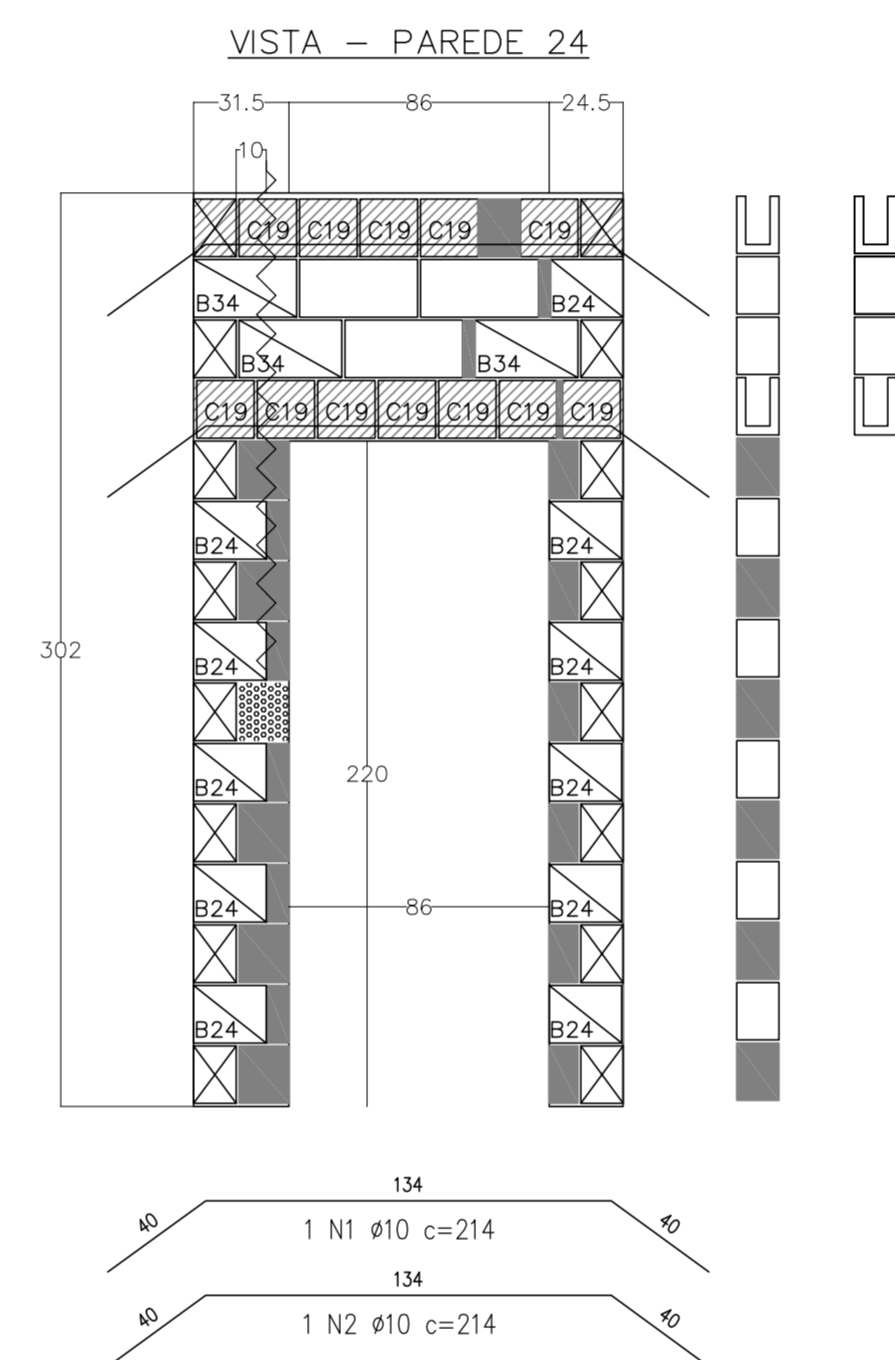 VISTA – PAREDE 24
31.5 86 24.5
10
C19 C19 C19 C19 C19
B34 B24
B34 B34
C19 C19 C19 C19 C19 C19 C19
B24 B24
302
B24 B24
220
B24 B24
86
B24 B24
B24 B24
134
40 1 N1 ø10 c=214 40
134
40 1 N2 ø10 c=214 40